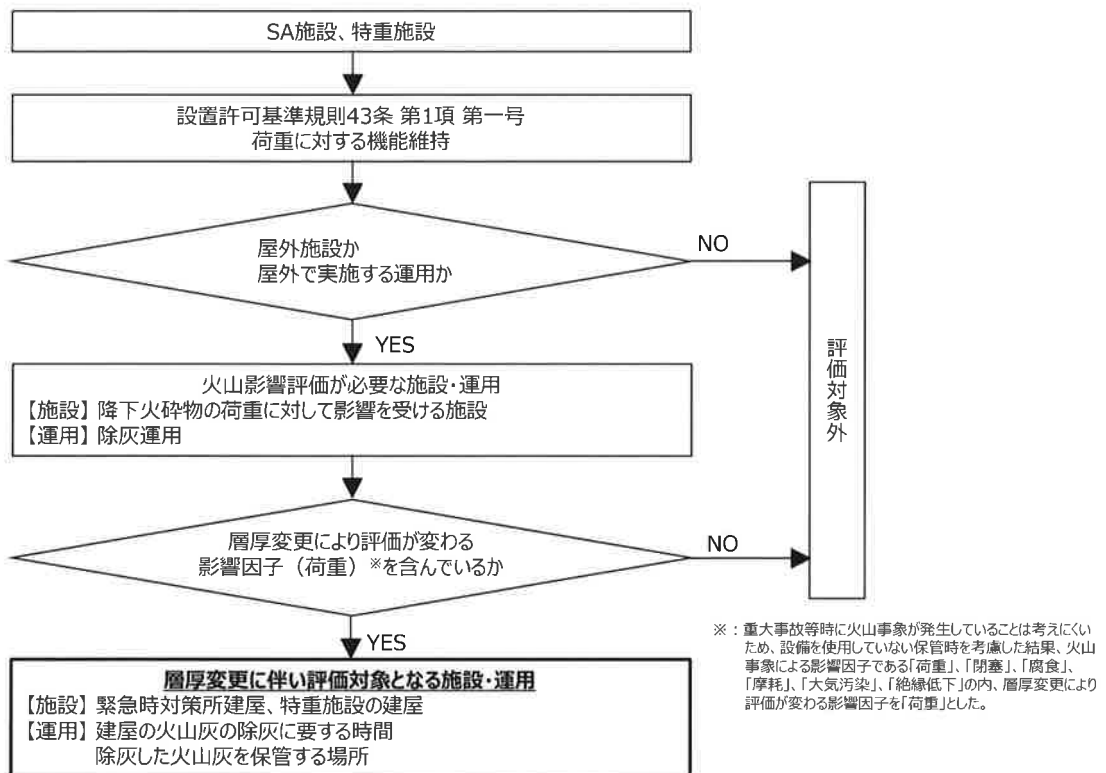 SA施設、特重施設
設置許可基準規則43条 第1項 第一号
荷重に対する機能維持
屋外施設か
屋外で実施する運用か
NO
YES
火山影響評価が必要な施設・運用
【施設】降下火砕物の荷重に対して影響を受ける施設
【運用】除灰運用
層厚変更により評価が変わる
影響因子（荷重）※を含んでいるか
NO
YES
評価対象外
層厚変更に伴い評価対象となる施設・運用
【施設】緊急時対策所建屋、特重施設の建屋
【運用】建屋の火山灰の除灰に要する時間
除灰した火山灰を保管する場所
※：重大事故等時に火山事象が発生していることは考えにくい
ため、設備を使用していない保管時を考慮した結果、火山
事象による影響因子である「荷重」、「閉塞」、「腐食」、
「摩耗」、「大気汚染」、「絶縁低下」の内、層厚変更により
評価が変わる影響因子を「荷重」とした。